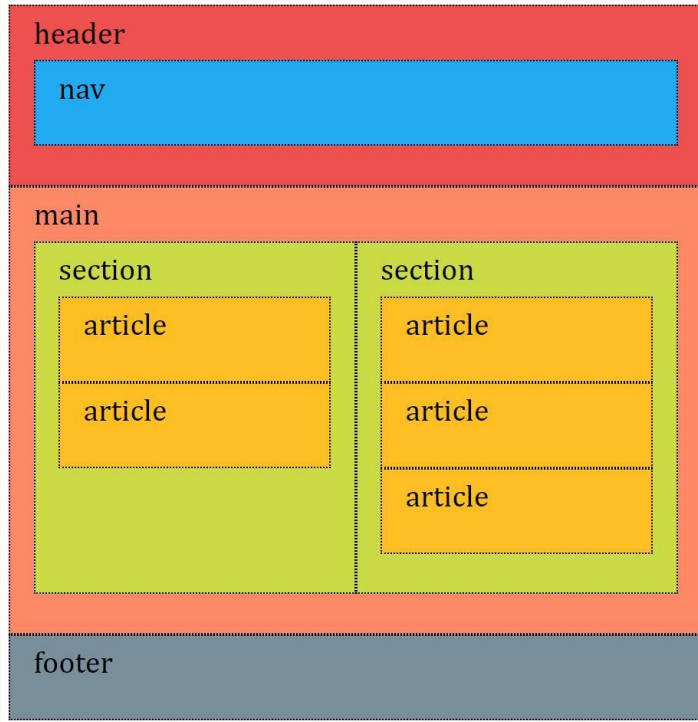 header
nav
main
section
article
article
section
article
article
article
footer